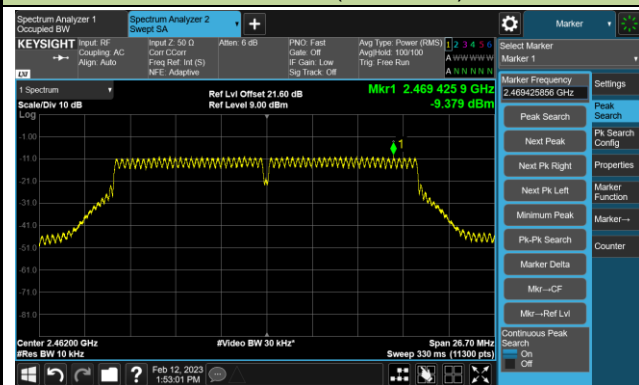 Spectrum Analyzer 1
Occupied BW
Spectrum Analyzer 2
Swept SA
Marker
KEYSIGHT
Input: RF
Coupling: AC
Align: Auto
Input Z: 50 Ω
Corr CCorr
Freq Ref: Int (S)
NFE: Adaptive
Atten: 6 dB
PNO: Fast
Gate: Off
IF Gain: Low
Sig Track: Off
Avg Type: Power (RMS)
Avg|Hold: 100/100
Trig: Free Run
1 2 3 4 5 6
A W W W W W
A N N N N N
LXI
Select Marker
Marker 1
1 Spectrum
Scale/Div 10 dB
Log
Ref Lvl Offset 21.60 dB
Ref Level 9.00 dBm
Mkr1 2.469 425 9 GHz
-9.379 dBm
1
-1.00
-11.0
-21.0
-31.0
-41.0
-51.0
-61.0
-71.0
-81.0
Center 2.46200 GHz
#Res BW 10 kHz
#Video BW 30 kHz*
Span 26.70 MHz
Sweep 330 ms (11300 pts)
Marker Frequency
2.469425856 GHz
Peak Search
Next Peak
Next Pk Right
Next Pk Left
Minimum Peak
Pk-Pk Search
Marker Delta
Mkr→CF
Mkr→Ref Lvl
Continuous Peak
Search
On
Off
Settings
Peak
Search
Pk Search
Config
Properties
Marker
Function
Marker→
Counter
?
Feb 12, 2023
1:53:01 PM